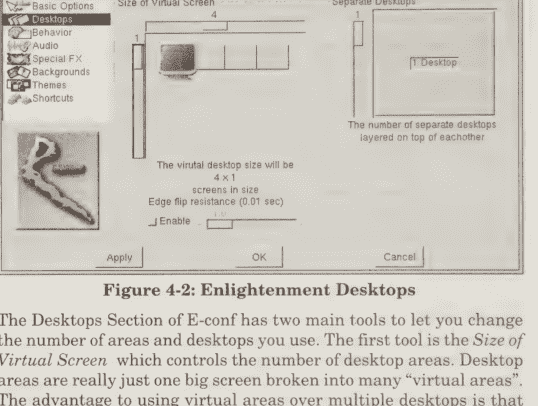 Basic Options
Size of Virtual Screen
Separate Desktops
Desktops
4
Behavior
1
1
Audio
Special FX
1 Desktop
Backgrounds
Themes
Shortcuts
The number of separate desktops
layered on top of eachother
The virutal desktop size will be
4 x 1
screens in size
Edge flip resistance (0.01 sec)
Enable
Apply
OK
Cancel
Figure 4-2: Enlightenment Desktops
The Desktops Section of E-conf has two main tools to let you change
the number of areas and desktops you use. The first tool is the Size of
Virtual Screen which controls the number of desktop areas. Desktop
areas are really just one big screen broken into many “virtual areas”.
The advantage to using virtual areas over multiple desktops is that